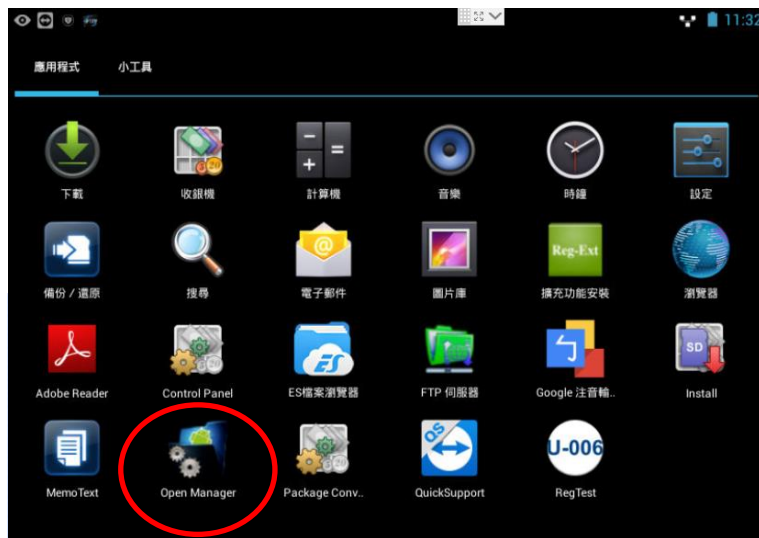 11:32
應用程式 小工具
下載 收銀機 計算機 音樂 時鐘 設定
Reg-Ext
備份 / 還原 搜尋 電子郵件 圖片庫 擴充功能安裝 瀏覽器
SD
Adobe Reader Control Panel ES檔案瀏覽器 FTP 伺服器 Google 注音輸.. Install
QS U-006
MemoText Open Manager Package Conv.. QuickSupport RegTest